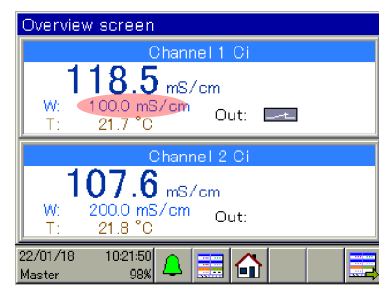 Overview screen
Channel 1 Ci
118.5 mS/cm
W: 100.0 mS/cm
Out:
T: 21.7 °C
Channel 2 Ci
107.6 mS/cm
W: 200.0 mS/cm
Out:
T: 21.8 °C
22/01/18 10:21:50
Master 98%